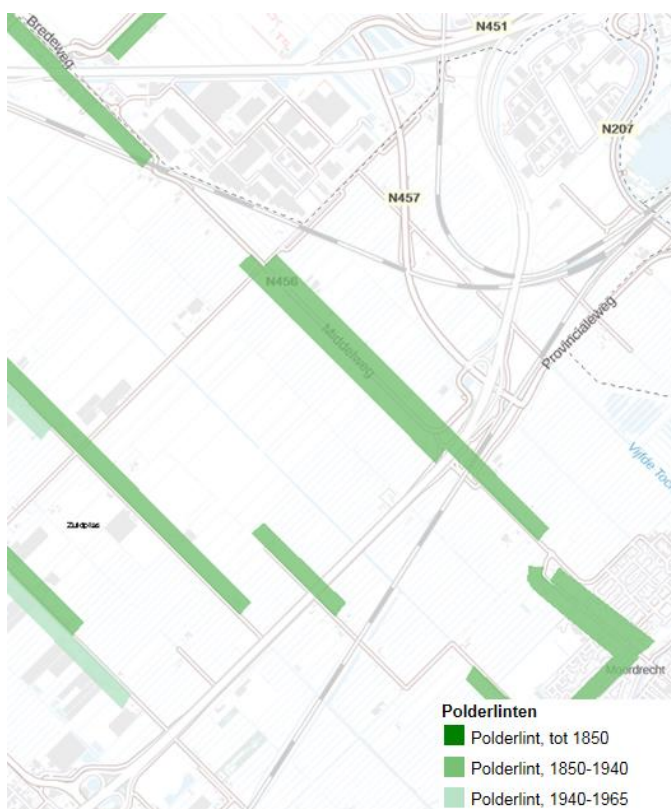 Bredeweg
N451
N207
N457
N456
Middelweg
Provincialeweg
Vijfde Toc
Zuidplas
Moordrecht
Polderlinten
Polderlint, tot 1850
Polderlint, 1850-1940
Polderlint, 1940-1965